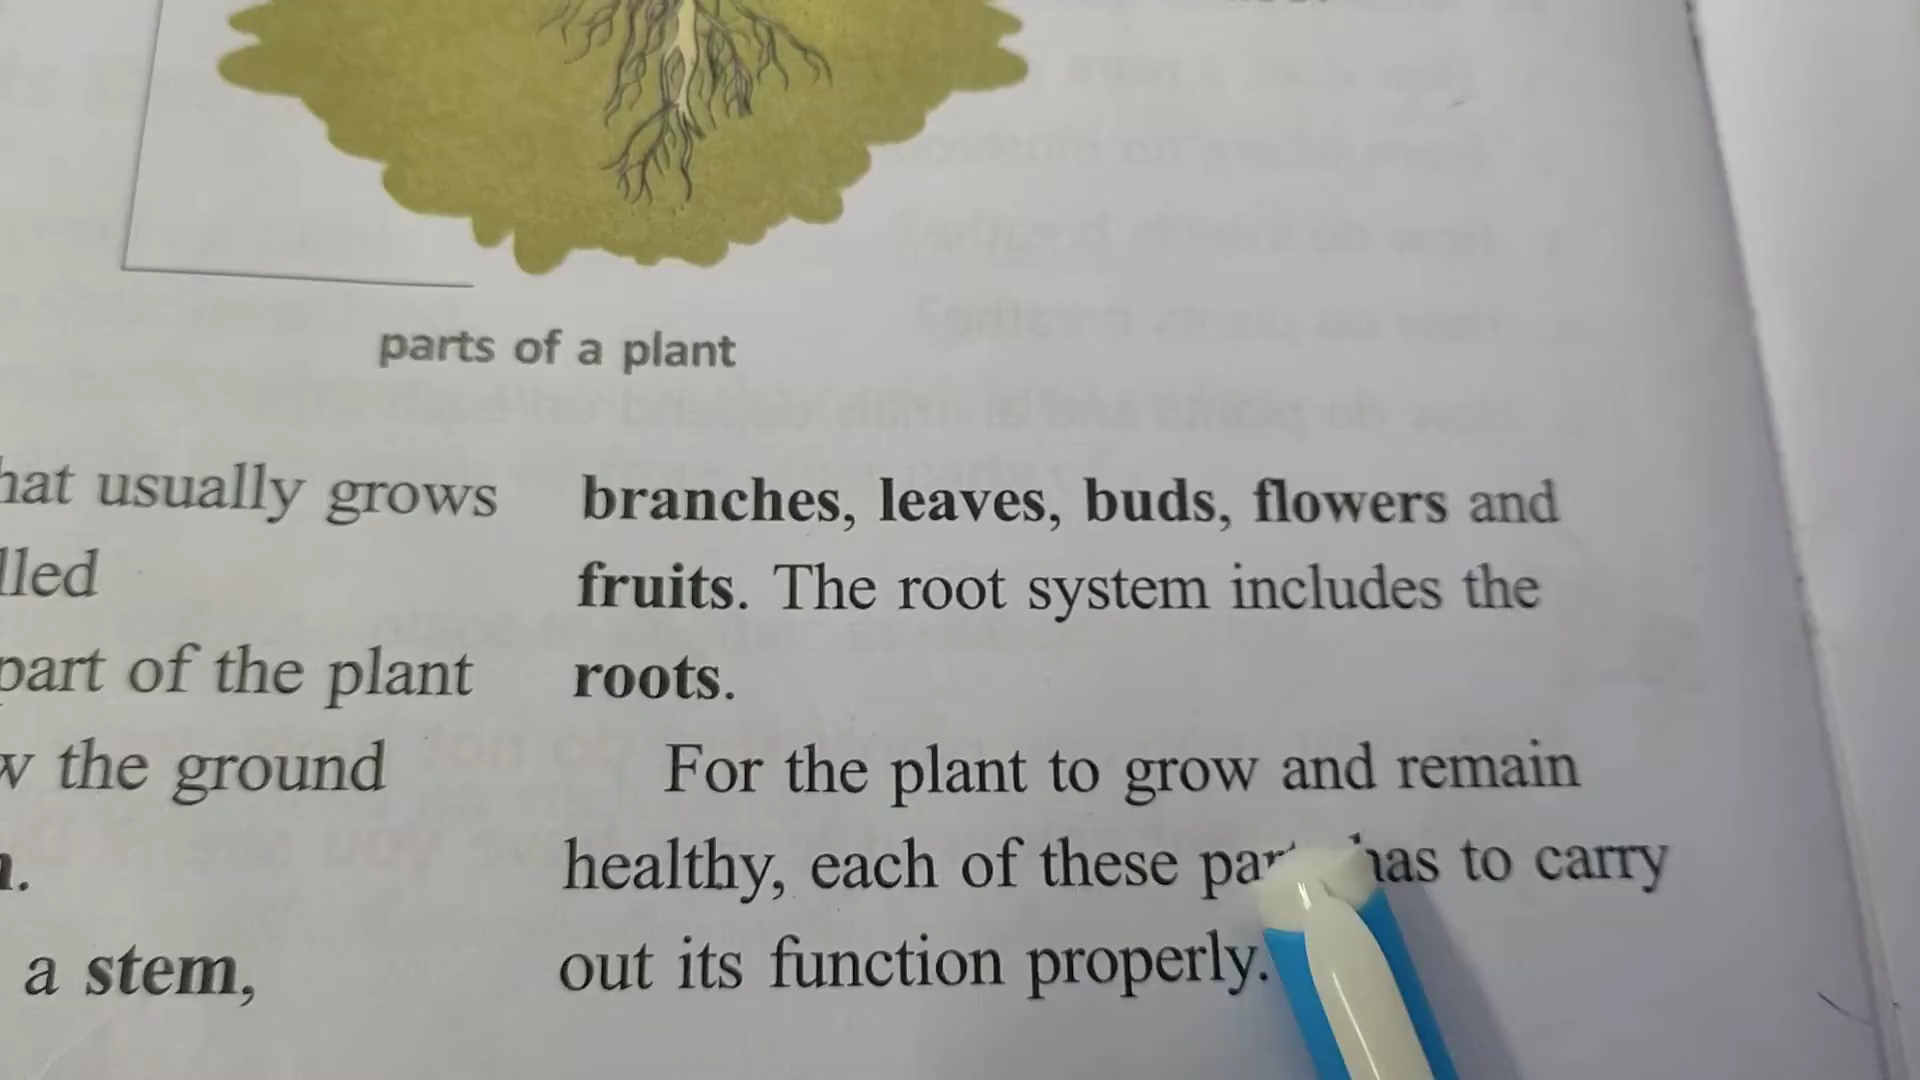 parts of a plant
usually grows
part of the plant
the ground
a stem,
branches, leaves, buds, flowers and
fruits. The root system includes the
roots.
For the plant to grow and remain
healthy, each of these has to carry
out its function properly.